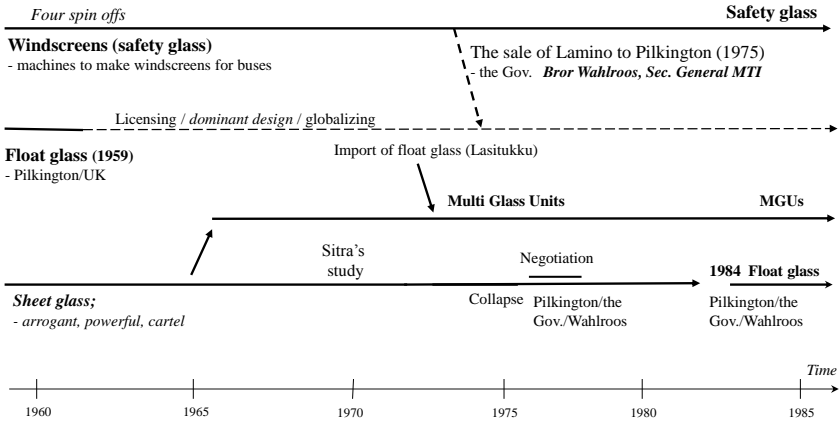 Four spin offs
Safety glass
Windscreens (safety glass)
- machines to make windscreens for buses
The sale of Lamino to Pilkington (1975)
- the Gov. Bror Wahlroos, Sec. General MTI
Licensing / dominant design / globalizing
Float glass (1959)
- Pilkington/UK
Import of float glass (Lasitukku)
Multi Glass Units
MGUs
Sitra's
study
Negotiation
1984 Float glass
Sheet glass;
- arrogant, powerful, cartel
Collapse
Pilkington/the
Gov./Wahlroos
Pilkington/the
Gov./Wahlroos
Time
1960
1965
1970
1975
1980
1985